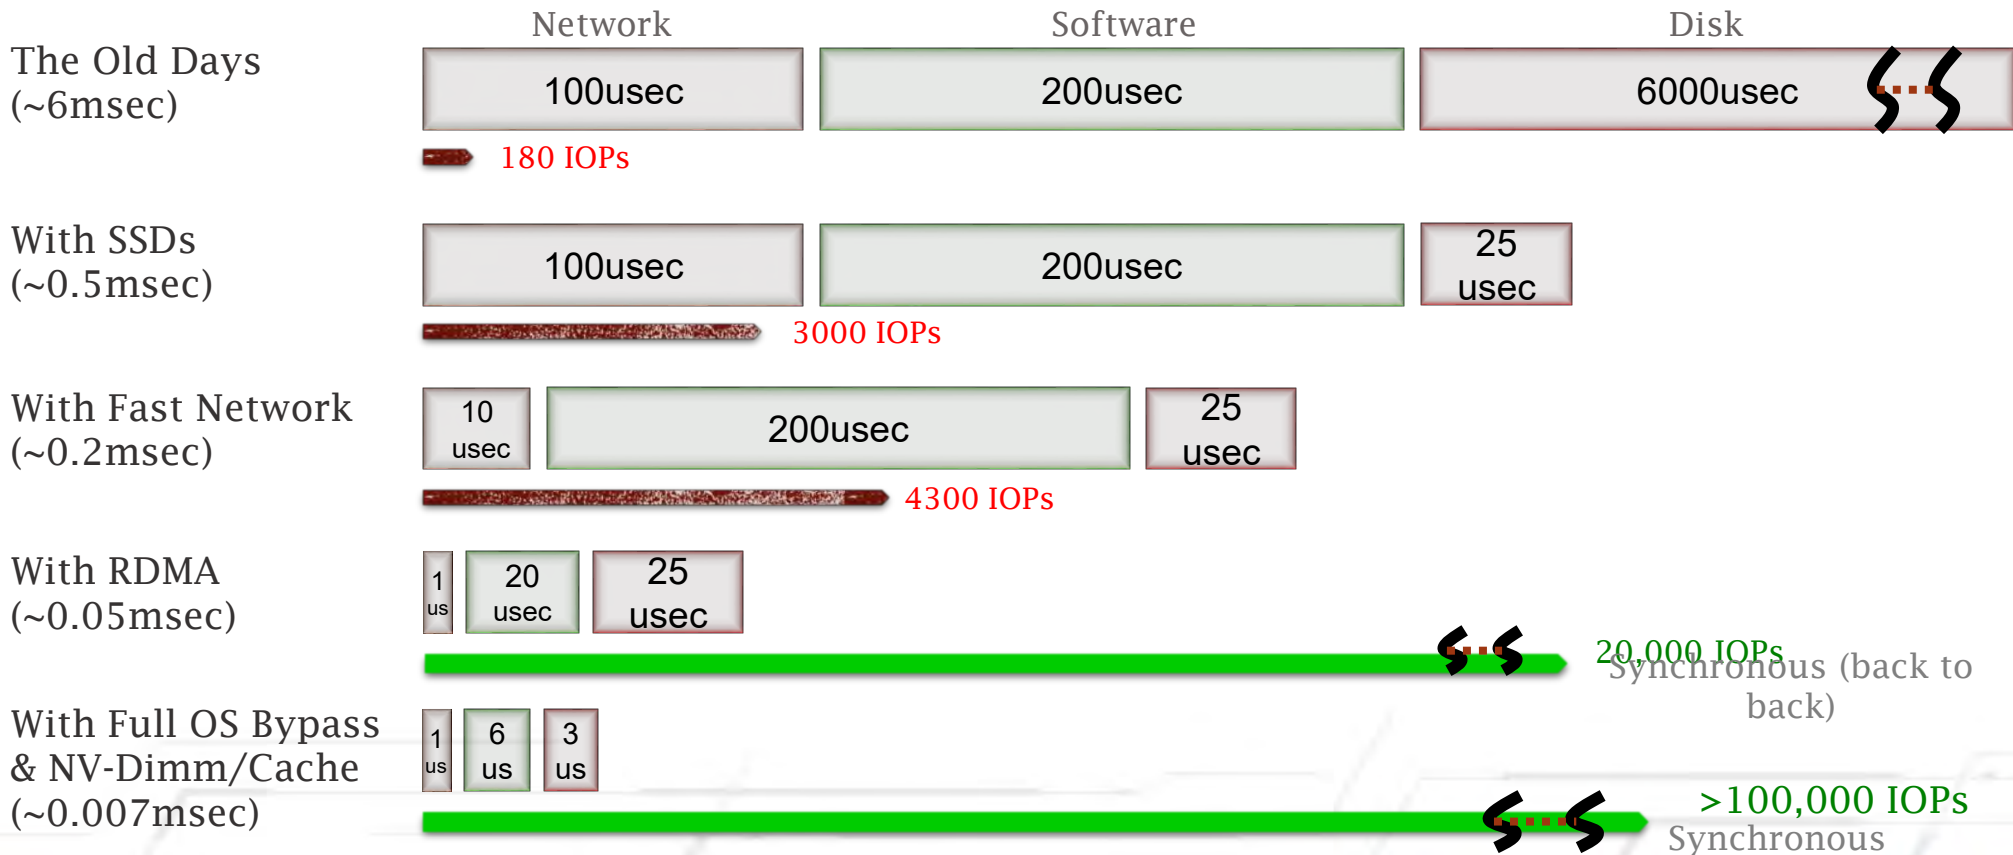 Network Software Disk
The Old Days
(~6msec)
100usec 200usec 6000usec
180 IOPs
With SSDs
(~0.5msec)
100usec 200usec 25
usec
3000 IOPs
With Fast Network
(~0.2msec)
10
usec
200usec
25
usec
4300 IOPs
With RDMA
(~0.05msec)
1
us
20
usec
25
usec
20,000 IOPs
Synchronous (back to
back)
With Full OS Bypass
& NV-Dimm/Cache
(~0.007msec)
1
us
6
us
3
us
>100,000 IOPs
Synchronous